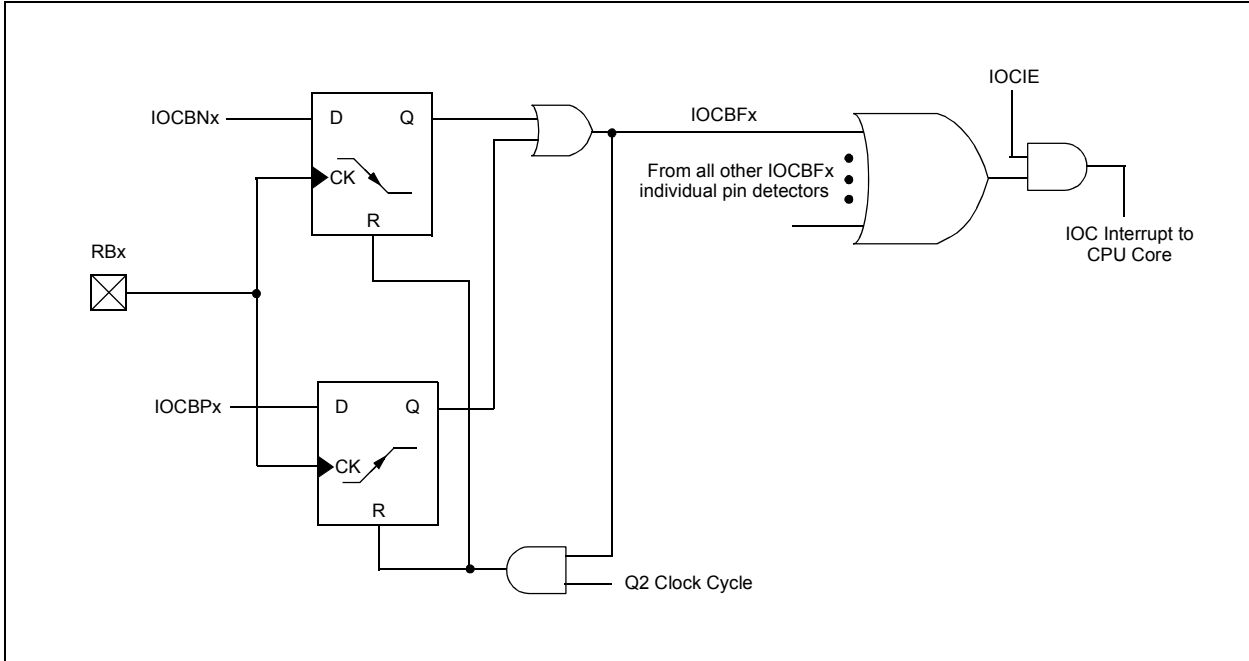 IOCIE
IOCBNx
D
Q
IOCBFx
CK
From all other IOCBFx
individual pin detectors
R
IOC Interrupt to
CPU Core
RBx
IOCBPx
D
Q
CK
R
Q2 Clock Cycle